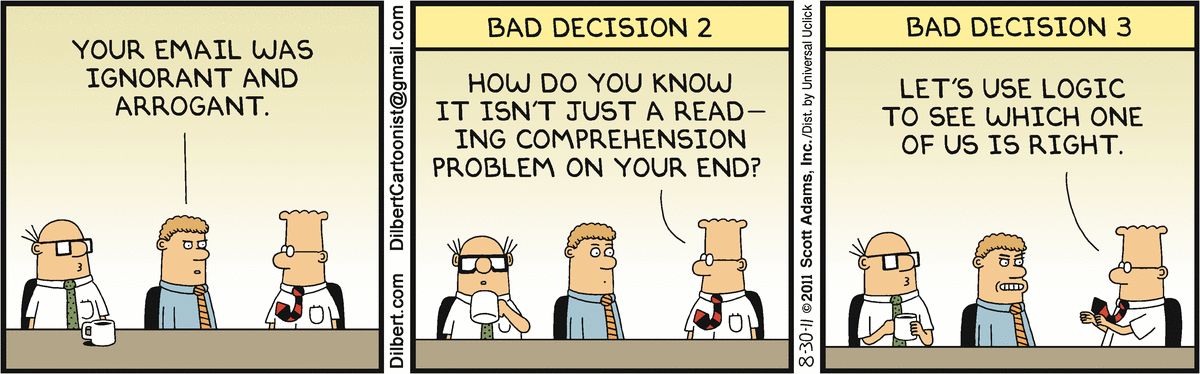 YOUR EMAIL WAS
IGNORANT AND
ARROGANT.
Dilbert.com DilbertCartoonist@gmail.com
BAD DECISION 2
HOW DO YOU KNOW
IT ISN'T JUST A READ–
ING COMPREHENSION
PROBLEM ON YOUR END?
8-30-11 ©2011 Scott Adams, Inc./Dist. by Universal Uclick
BAD DECISION 3
LET'S USE LOGIC
TO SEE WHICH ONE
OF US IS RIGHT.